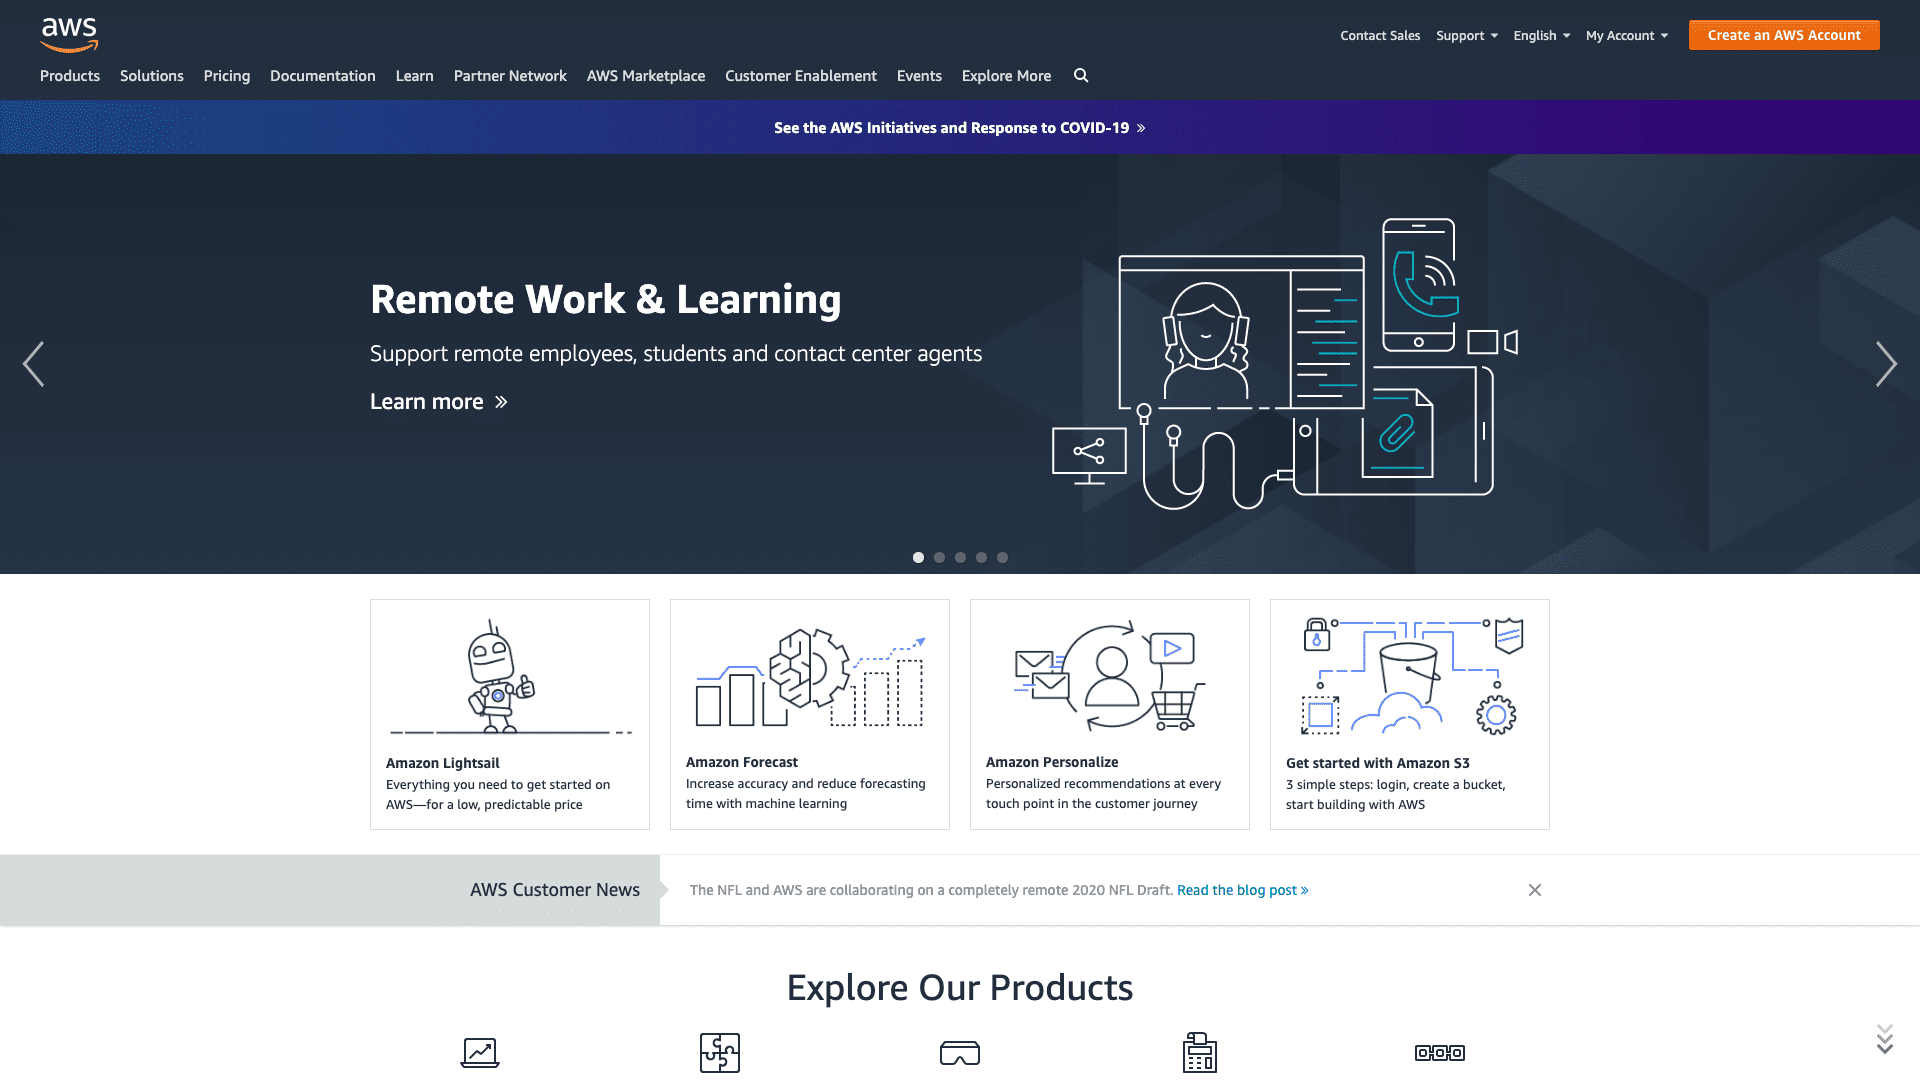 aws
Contact Sales Support English My Account Create an AWS Account
Products Solutions Pricing Documentation Learn Partner Network AWS Marketplace Customer Enablement Events Explore More
See the AWS Initiatives and Response to COVID-19 »
Remote Work & Learning
Support remote employees, students and contact center agents
Learn more »
Amazon Lightsail
Everything you need to get started on
AWS—for a low, predictable price
Amazon Forecast
Increase accuracy and reduce forecasting
time with machine learning
Amazon Personalize
Personalized recommendations at every
touch point in the customer journey
Get started with Amazon S3
3 simple steps: login, create a bucket,
start building with AWS
AWS Customer News
The NFL and AWS are collaborating on a completely remote 2020 NFL Draft. Read the blog post »
Explore Our Products